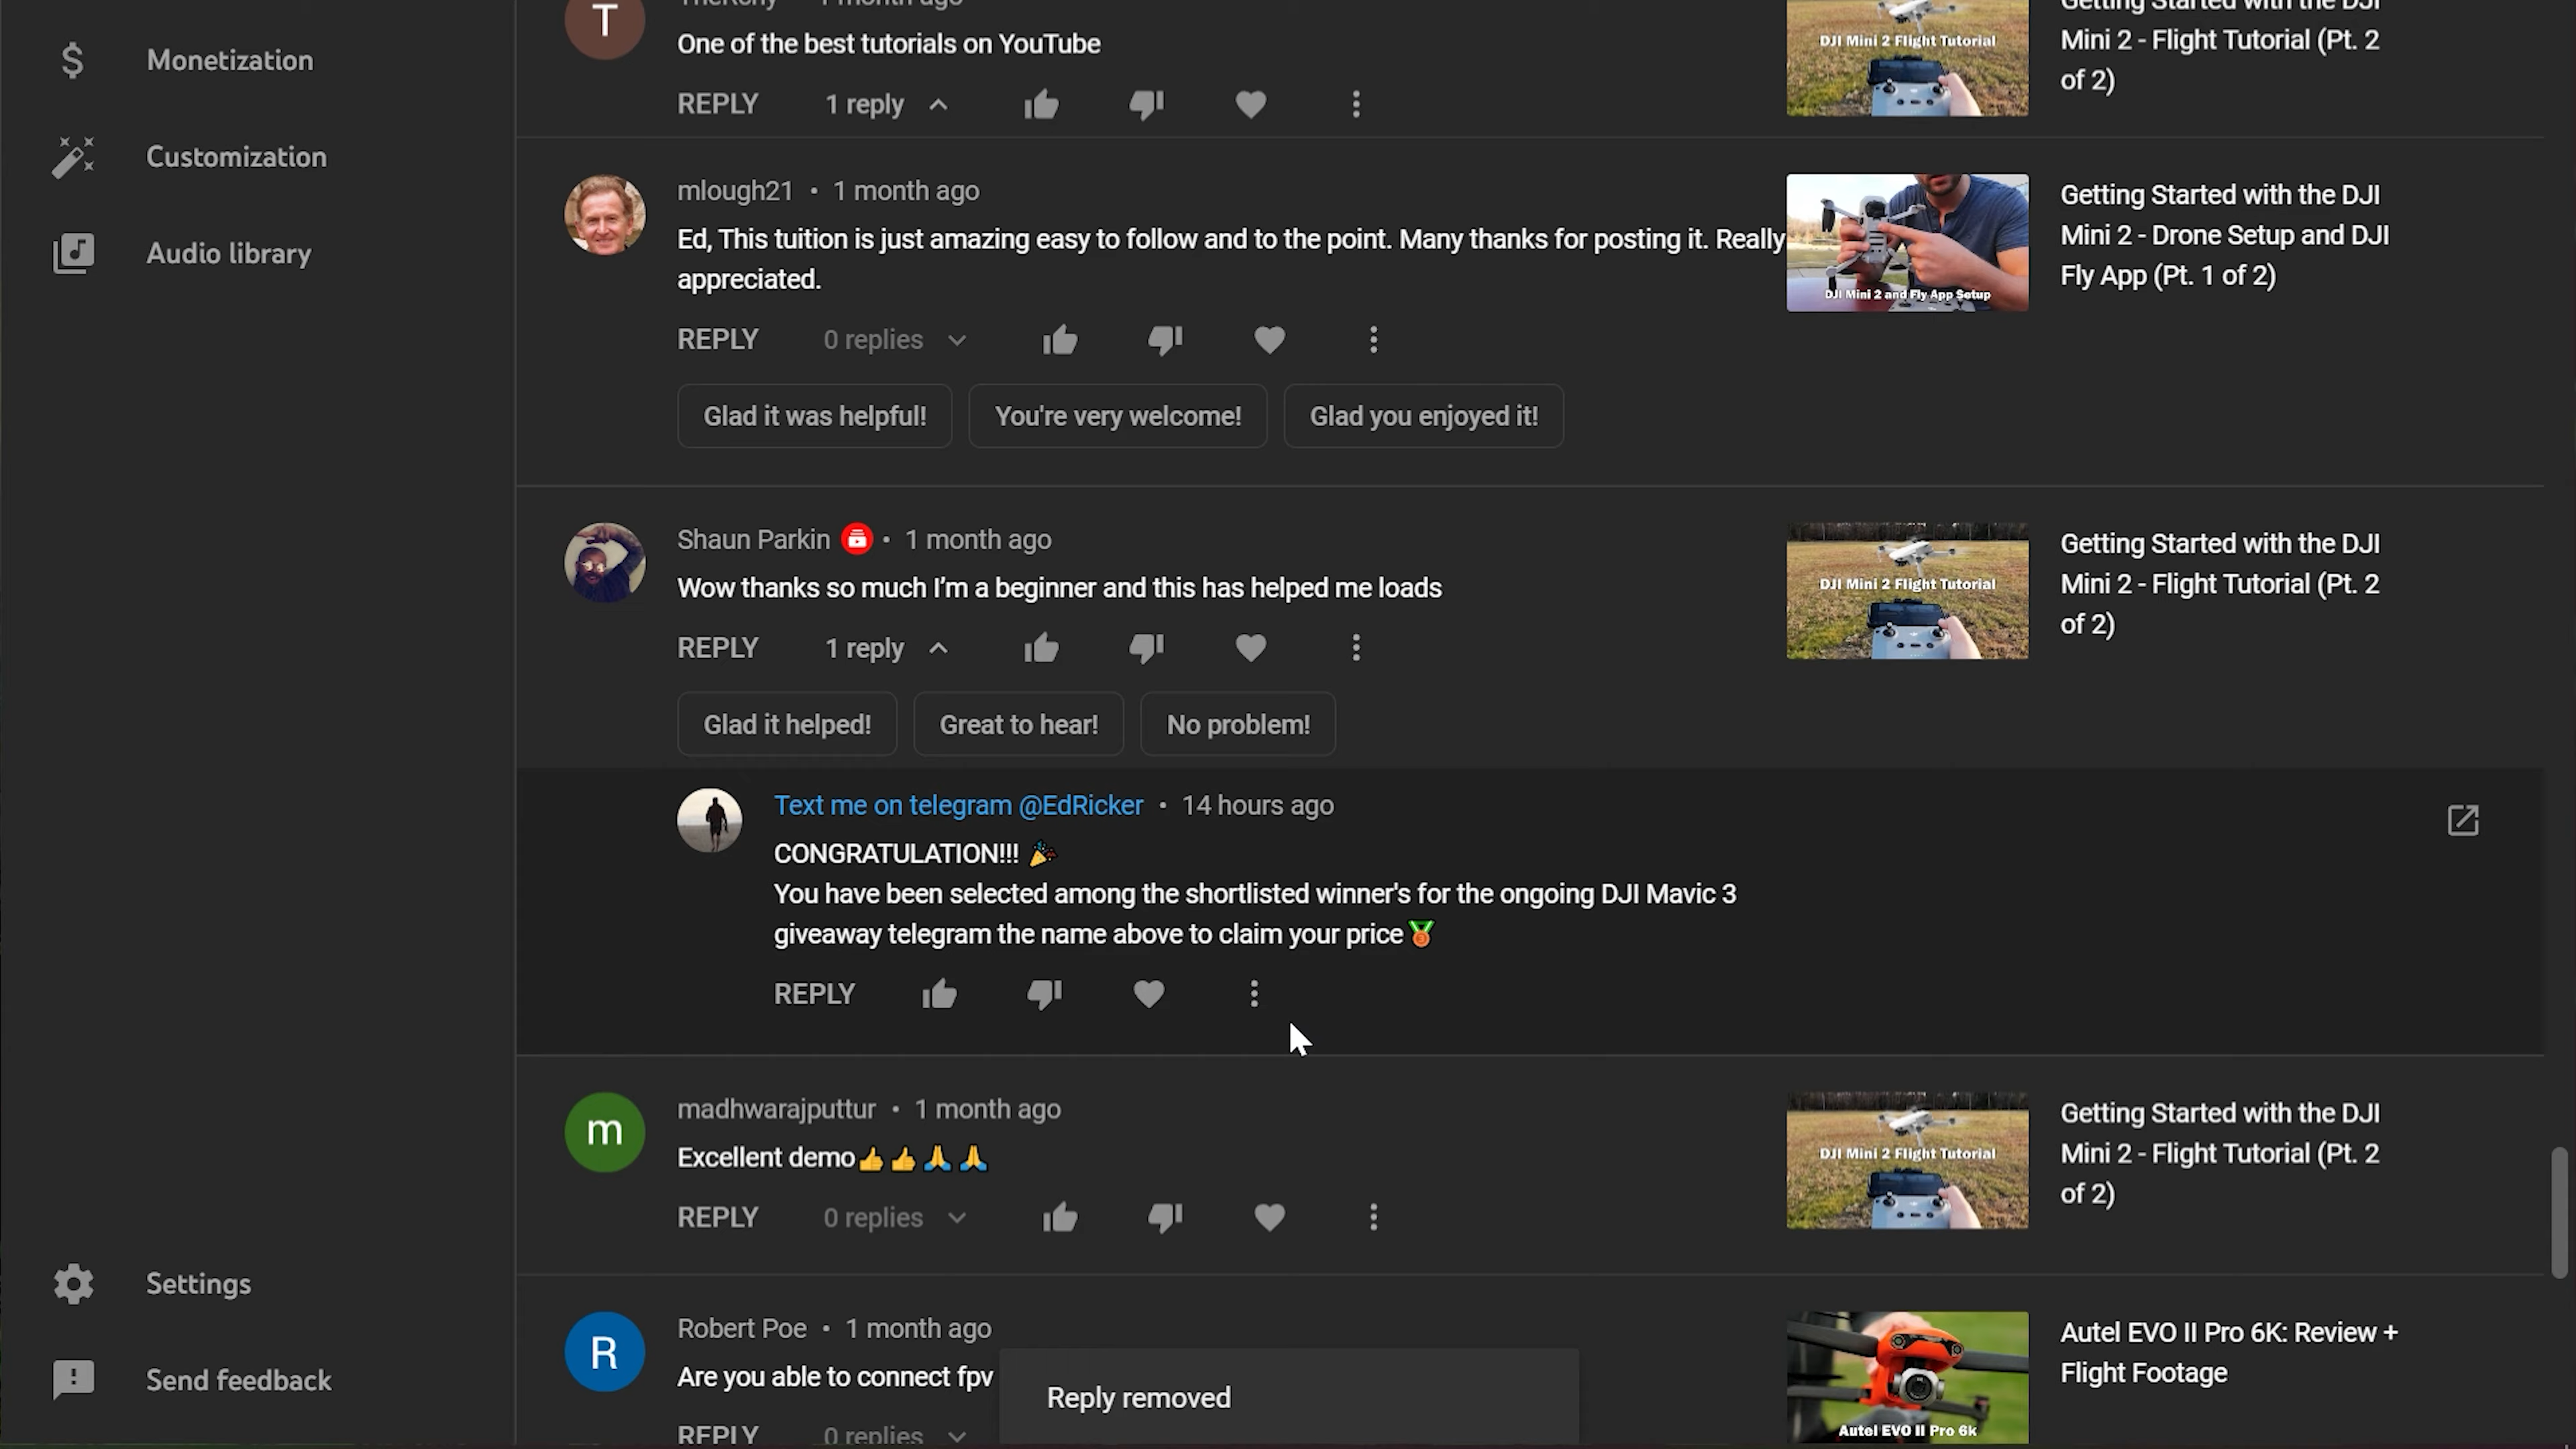 Monetization
Customization
Audio library
Settings
Send feedback
T
1 month ago
One of the best tutorials on YouTube
REPLY 1 reply
DJI Mini 2 Flight Tutorial
Getting Started with the DJI
Mini 2 - Flight Tutorial (Pt. 2
of 2)
mlough21 • 1 month ago
Ed, This tuition is just amazing easy to follow and to the point. Many thanks for posting it. Really
appreciated.
REPLY 0 replies
Glad it was helpful! You're very welcome! Glad you enjoyed it!
DJI Mini 2 and Fly App Setup
Getting Started with the DJI
Mini 2 - Drone Setup and DJI
Fly App (Pt. 1 of 2)
Shaun Parkin • 1 month ago
Wow thanks so much I’m a beginner and this has helped me loads
REPLY 1 reply
Glad it helped! Great to hear! No problem!
DJI Mini 2 Flight Tutorial
Getting Started with the DJI
Mini 2 - Flight Tutorial (Pt. 2
of 2)
Text me on telegram @EdRicker • 14 hours ago
CONGRATULATION!!! 🎉
You have been selected among the shortlisted winner's for the ongoing DJI Mavic 3
giveaway telegram the name above to claim your price🥉
REPLY
m
madhwarajputtur • 1 month ago
Excellent demo👍👍🙏🙏
REPLY 0 replies
DJI Mini 2 Flight Tutorial
Getting Started with the DJI
Mini 2 - Flight Tutorial (Pt. 2
of 2)
R
Robert Poe • 1 month ago
Are you able to connect fpv
REPLY 0 replies
Reply removed
Autel EVO II Pro 6k
Autel EVO II Pro 6K: Review +
Flight Footage